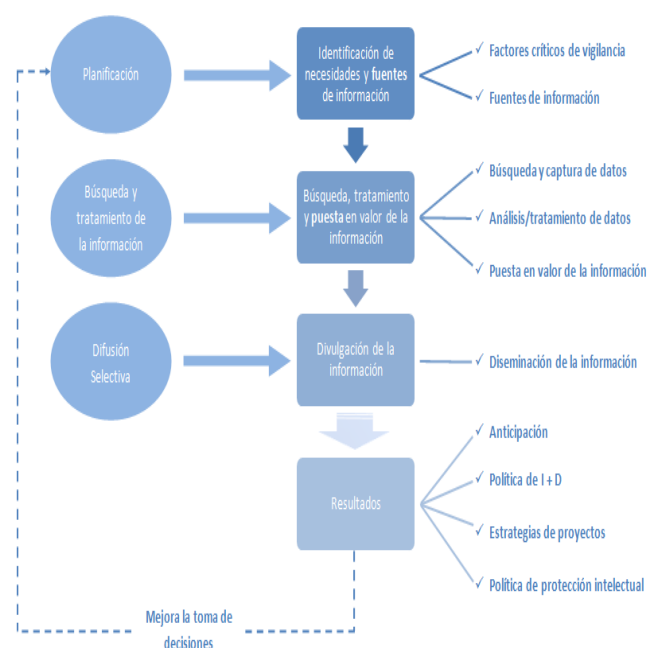 Planificación
Identificación de
necesidades y fuentes
de información
✓ Factores críticos de vigilancia
✓ Fuentes de información
Búsqueda y
tratamiento de
la información
Búsqueda, tratamiento
y puesta en valor de la
información
✓ Búsqueda y captura de datos
✓ Análisis/tratamiento de datos
✓ Puesta en valor de la información
Difusión
Selectiva
Divulgación de la
información
✓ Diseminación de la información
Resultados
✓ Anticipación
✓ Política de I + D
✓ Estrategias de proyectos
✓ Política de protección intelectual
Mejora la toma de
decisiones